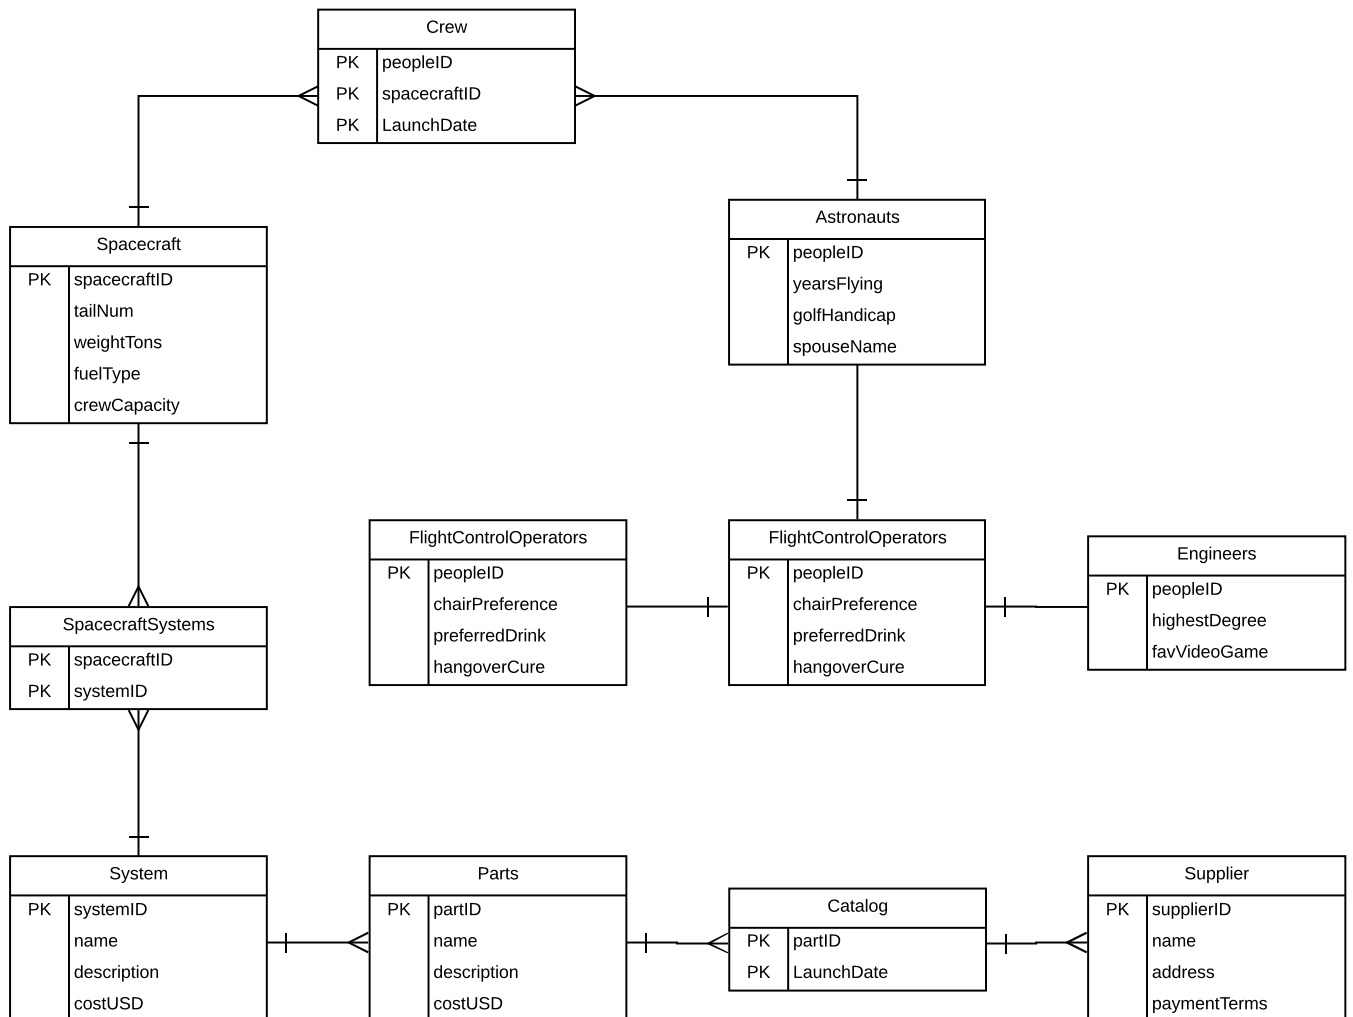 Crew
PK peopleID
PK spacecraftID
PK LaunchDate
Spacecraft
PK spacecraftID
tailNum
weightTons
fuelType
crewCapacity
Astronauts
PK peopleID
yearsFlying
golfHandicap
spouseName
FlightControlOperators
PK peopleID
chairPreference
preferredDrink
hangoverCure
FlightControlOperators
PK peopleID
chairPreference
preferredDrink
hangoverCure
Engineers
PK peopleID
highestDegree
favVideoGame
SpacecraftSystems
PK spacecraftID
PK systemID
System
PK systemID
name
description
costUSD
Parts
PK partID
name
description
costUSD
Catalog
PK partID
PK LaunchDate
Supplier
PK supplierID
name
address
paymentTerms